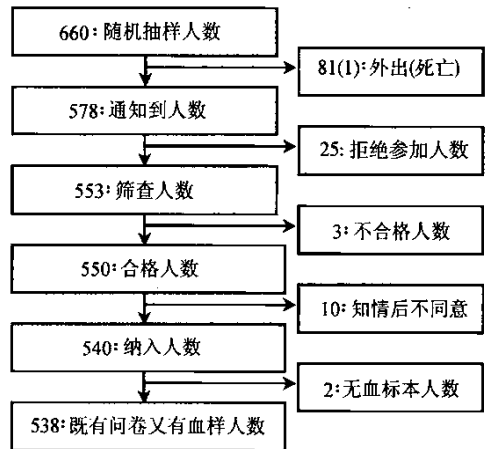 660:随机抽样人数
81(1):外出(死亡)
578:通知到人数
25:拒绝参加人数
553:筛查人数
3:不合格人数
550:合格人数
10:知情后不同意
540:纳入人数
2:无血标本人数
538:既有问卷又有血样人数